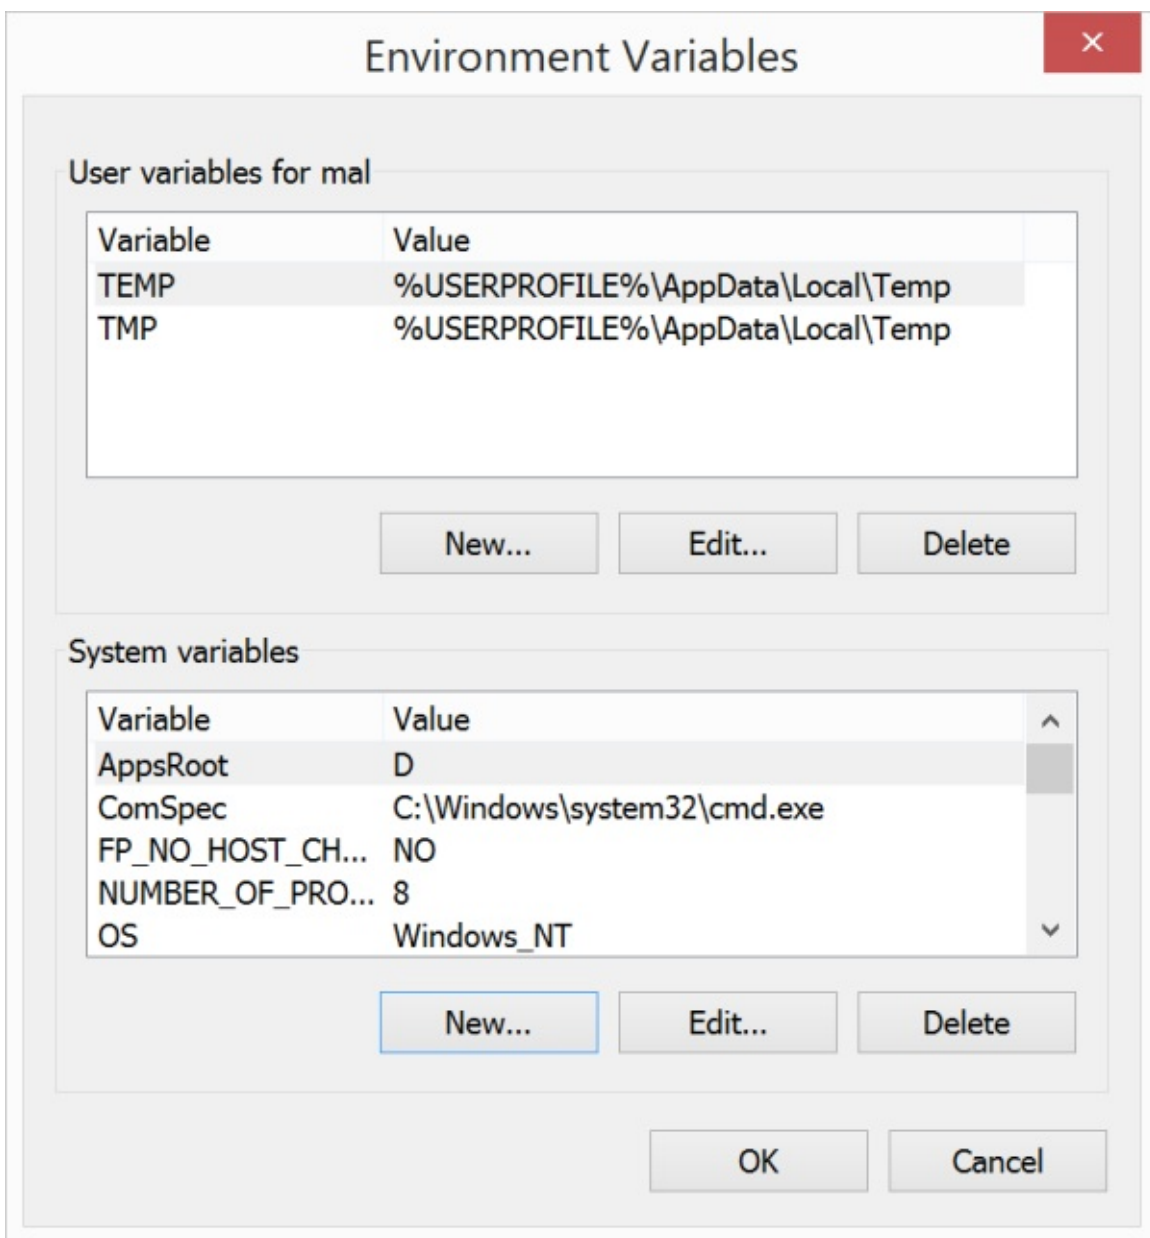 Environment Variables
User variables for mal
Variable Value
TEMP %USERPROFILE%\AppData\Local\Temp
TMP %USERPROFILE%\AppData\Local\Temp
New... Edit... Delete
System variables
Variable Value
AppsRoot D
ComSpec C:\Windows\system32\cmd.exe
FP_NO_HOST_CH... NO
NUMBER_OF_PRO... 8
OS Windows_NT
New... Edit... Delete
OK Cancel